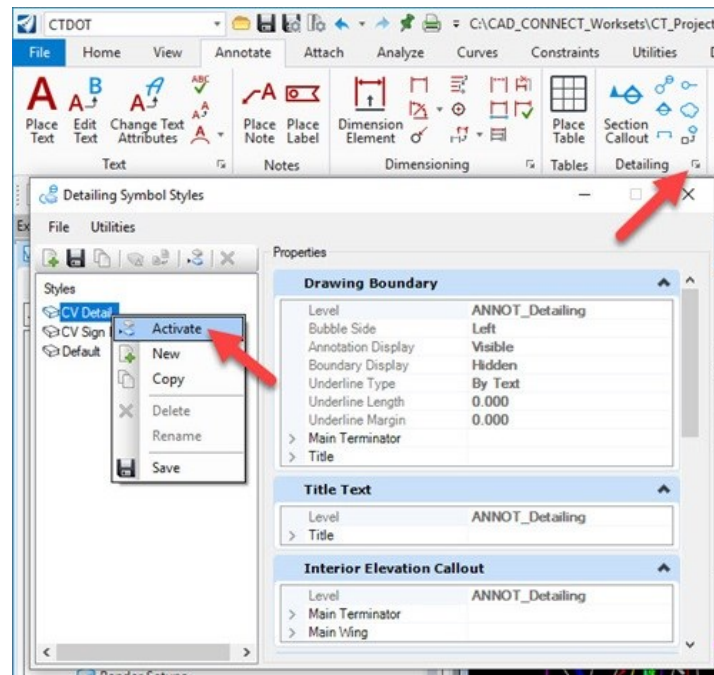 CTDOT
C:\CAD_CONNECT_Worksets\CT_Project
File Home View Annotate Attach Analyze Curves Constraints Utilities
Place Text
Edit Text
Change Text Attributes
Place Note
Place Label
Dimension Element
Place Table
Section Callout
Text Notes Dimensioning Tables Detailing
Detailing Symbol Styles
File Utilities
Properties
Styles
CV Detail
CV Sign
Default
Activate
New
Copy
Delete
Rename
Save
Drawing Boundary
Level ANNOT_Detailing
Bubble Side Left
Annotation Display Visible
Boundary Display Hidden
Underline Type By Text
Underline Length 0.000
Underline Margin 0.000
Main Terminator
Title
Title Text
Level ANNOT_Detailing
Title
Interior Elevation Callout
Level ANNOT_Detailing
Main Terminator
Main Wing